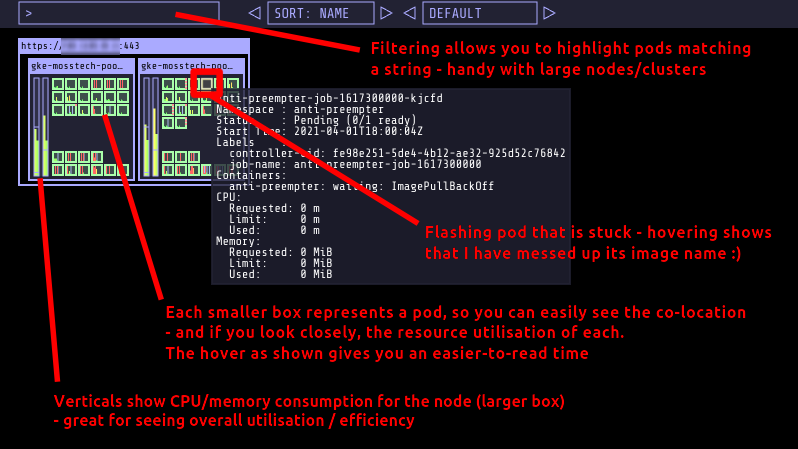 >
SORT: NAME
DEFAULT
Filtering allows you to highlight pods matching
a string - handy with large nodes/clusters
https:// :443
gke-mosstech-poo… gke-mosstech-poo…
anti-preempter-job-1617300000-kjcfd
Namespace : anti-preempter
Status : Pending (0/1 ready)
Start Time: 2021-04-01T18:00:04Z
Labels
controller-uid: fe98e251-5de4-4b12-ae32-925d52c76842
job-name: anti-preempter-job-1617300000
Containers:
anti-preempter: waiting: ImagePullBackOff
CPU:
Requested: 0 m
Limit: 0 m
Used: 0 m
Memory:
Requested: 0 MiB
Limit: 0 MiB
Used: 0 MiB
Flashing pod that is stuck - hovering shows
that I have messed up its image name :)
Each smaller box represents a pod, so you can easily see the co-location
- and if you look closely, the resource utilisation of each.
The hover as shown gives you an easier-to-read time
Verticals show CPU/memory consumption for the node (larger box)
- great for seeing overall utilisation / efficiency